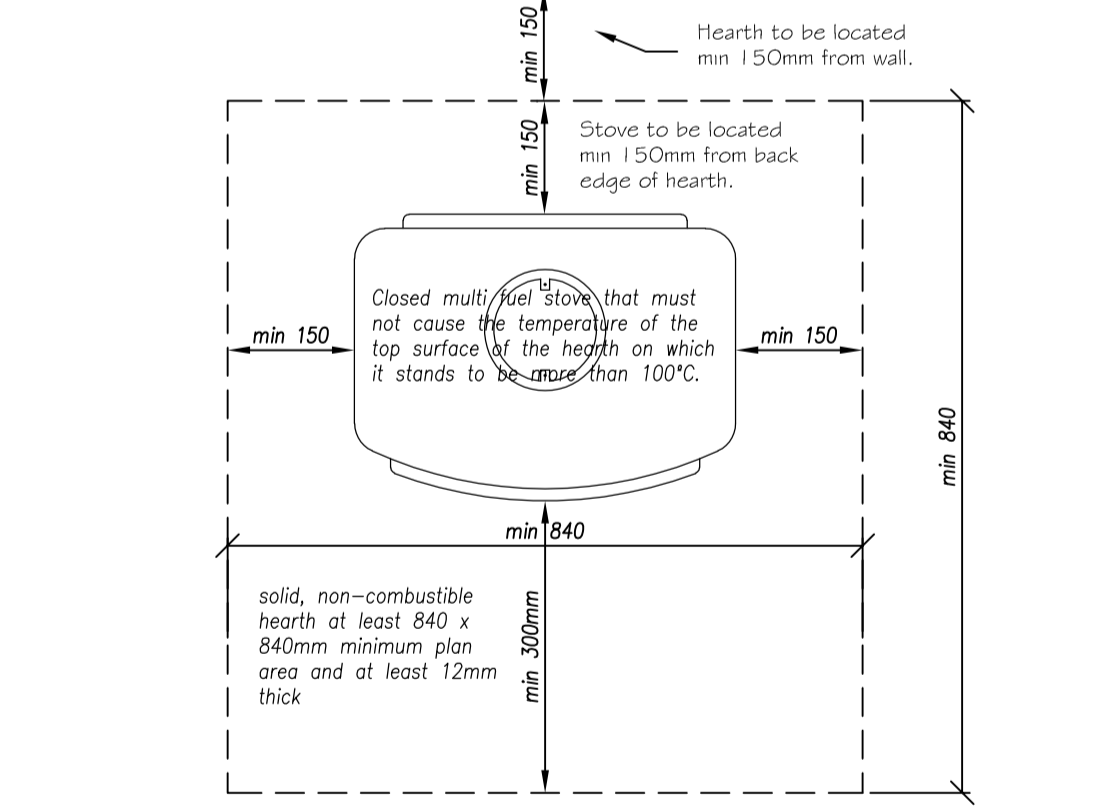 min 150
Hearth to be located
min 150mm from wall.
min 150
Stove to be located
min 150mm from back
edge of hearth.
Closed multi fuel stove that must
not cause the temperature of the
top surface of the hearth on which
it stands to be more than 100°C.
min 150
min 150
min 840
min 840
solid, non-combustible
hearth at least 840 x
840mm minimum plan
area and at least 12mm
thick
min 300mm